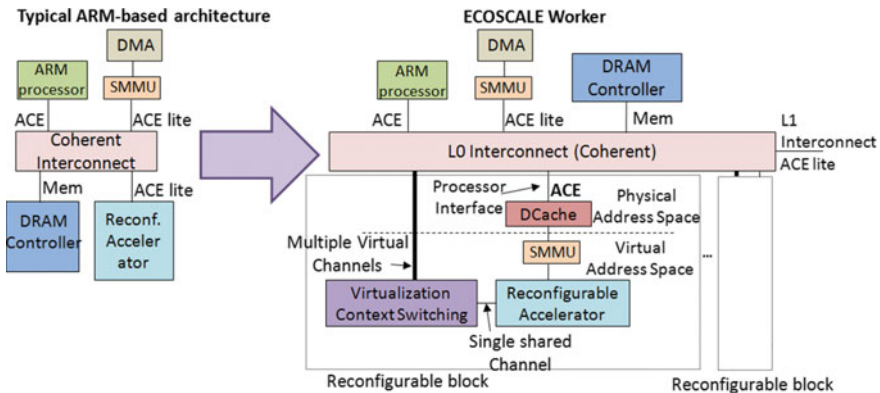 Typical ARM-based architecture
DMA
ARM
processor
SMMU
ACE
ACE lite
Coherent
Interconnect
Mem
ACE lite
DRAM
Controller
Reconf.
Acceler
ator
ECOSCALE Worker
DMA
ARM
processor
SMMU
DRAM
Controller
ACE
ACE lite
Mem
L1
Interconnect
L0 Interconnect (Coherent)
ACE lite
Processor
Interface
ACE
Physical
Address Space
DCache
Multiple Virtual
Channels
SMMU
Virtual
Address Space
...
Virtualization
Context Switching
Reconfigurable
Accelerator
Single shared
Channel
Reconfigurable block
Reconfigurable block